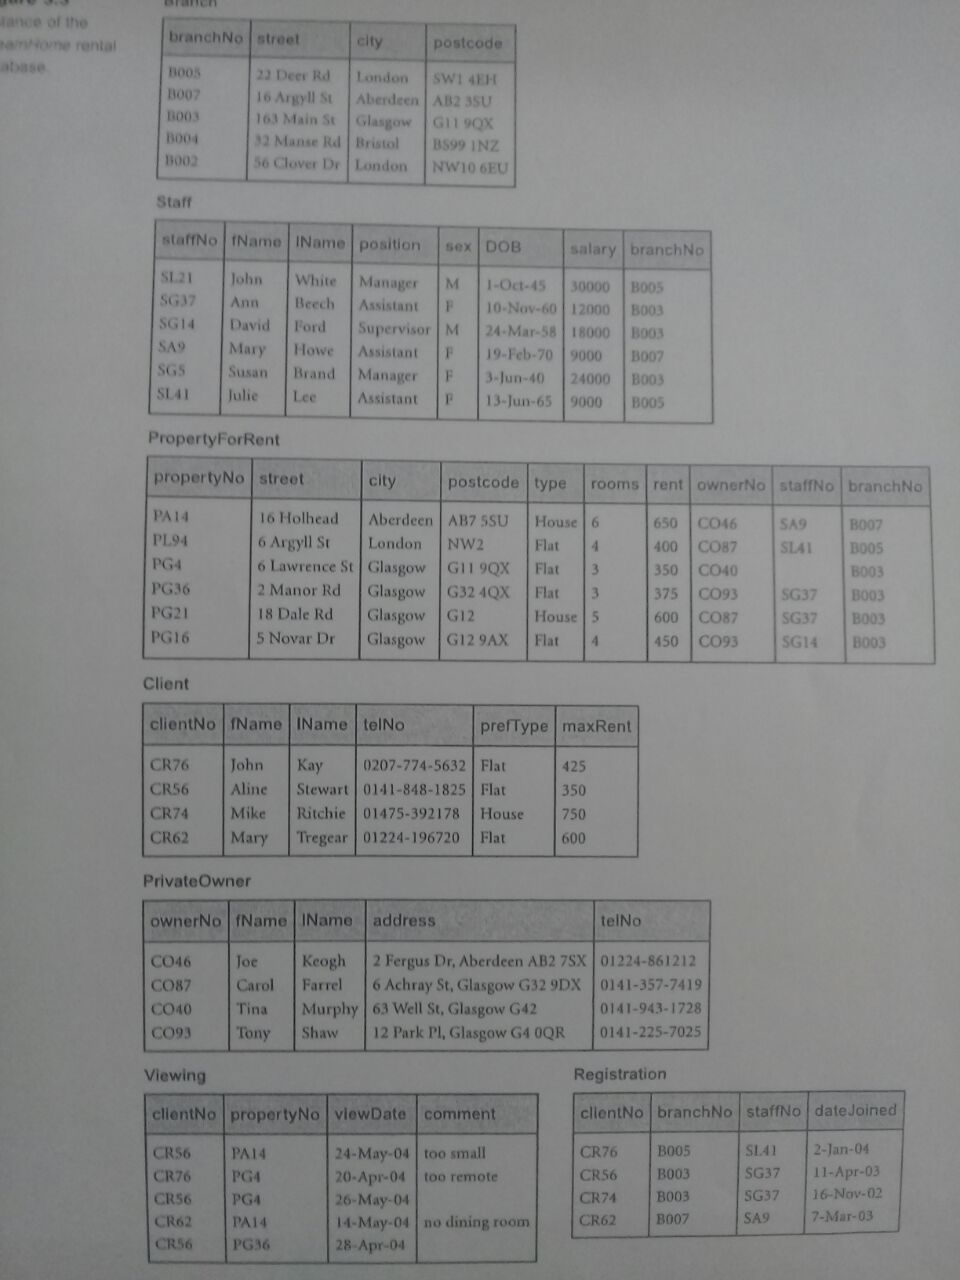 stance of the
rental
abase.
Branch
branchNo street city postcode
B005 22 Deer Rd London SW1 4EH
B007 16 Argyll St Aberdeen AB2 3SU
B003 163 Main St Glasgow G11 9QX
B004 32 Manse Rd Bristol BS99 1NZ
B002 56 Clover Dr London NW10 6EU
Staff
staffNo fName lName position sex DOB salary branchNo
SL21 John White Manager M 1-Oct-45 30000 B005
SG37 Ann Beech Assistant F 10-Nov-60 12000 B003
SG14 David Ford Supervisor M 24-Mar-58 18000 B003
SA9 Mary Howe Assistant F 19-Feb-70 9000 B007
SG5 Susan Brand Manager F 3-Jun-40 24000 B003
SL41 Julie Lee Assistant F 13-Jun-65 9000 B005
PropertyForRent
propertyNo street city postcode type rooms rent ownerNo staffNo branchNo
PA14 16 Holhead Aberdeen AB7 5SU House 6 650 CO46 SA9 B007
PL94 6 Argyll St London NW2 Flat 4 400 CO87 SL41 B005
PG4 6 Lawrence St Glasgow G11 9QX Flat 3 350 CO40 B003
PG36 2 Manor Rd Glasgow G32 4QX Flat 3 375 CO93 SG37 B003
PG21 18 Dale Rd Glasgow G12 House 5 600 CO87 SG37 B003
PG16 5 Novar Dr Glasgow G12 9AX Flat 4 450 CO93 SG14 B003
Client
clientNo fName lName telNo prefType maxRent
CR76 John Kay 0207-774-5632 Flat 425
CR56 Aline Stewart 0141-848-1825 Flat 350
CR74 Mike Ritchie 01475-392178 House 750
CR62 Mary Tregear 01224-196720 Flat 600
PrivateOwner
ownerNo fName lName address telNo
CO46 Joe Keogh 2 Fergus Dr, Aberdeen AB2 7SX 01224-861212
CO87 Carol Farrel 6 Achray St, Glasgow G32 9DX 0141-357-7419
CO40 Tina Murphy 63 Well St, Glasgow G42 0141-943-1728
CO93 Tony Shaw 12 Park Pl, Glasgow G4 0QR 0141-225-7025
Viewing
clientNo propertyNo viewDate comment
CR56 PA14 24-May-04 too small
CR76 PG4 20-Apr-04 too remote
CR56 PG4 26-May-04
CR62 PA14 14-May-04 no dining room
CR56 PG36 28-Apr-04
Registration
clientNo branchNo staffNo dateJoined
CR76 B005 SL41 2-Jan-04
CR56 B003 SG37 11-Apr-03
CR74 B003 SG37 16-Nov-02
CR62 B007 SA9 7-Mar-03